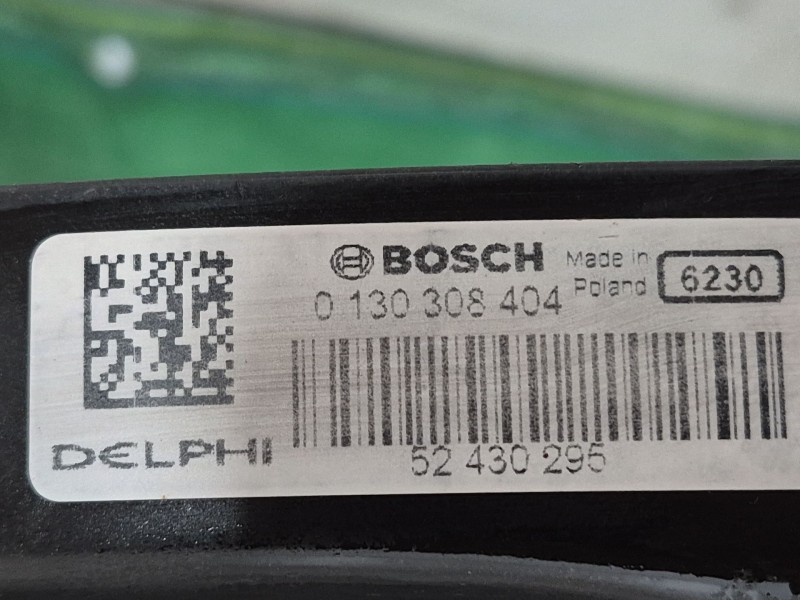 BOSCH
Made in
Poland
6230
0 130 308 404
DELPHI
52 430 295